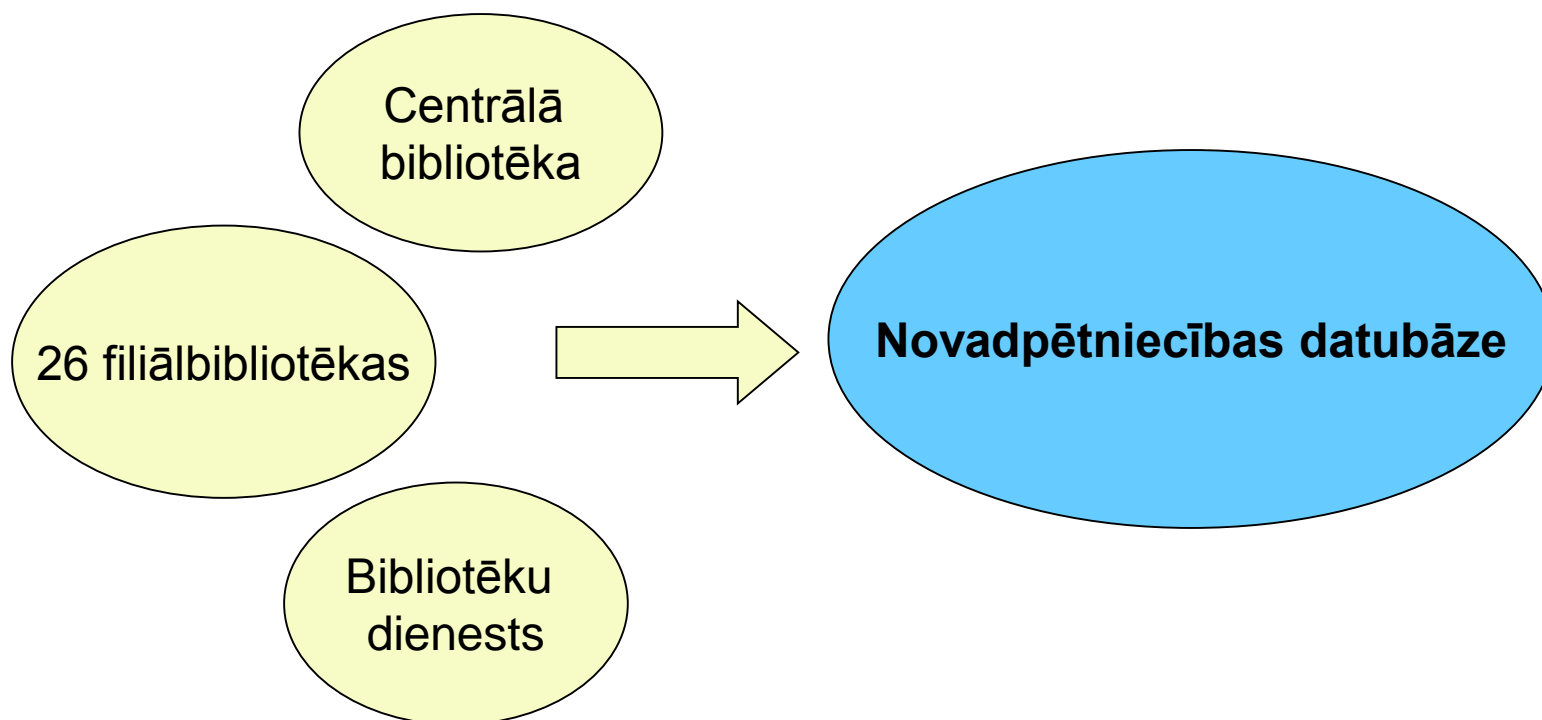 Centrālā
bibliotēka
26 filiālbibliotēkas
Novadpētniecības datubāze
Bibliotēku
dienests